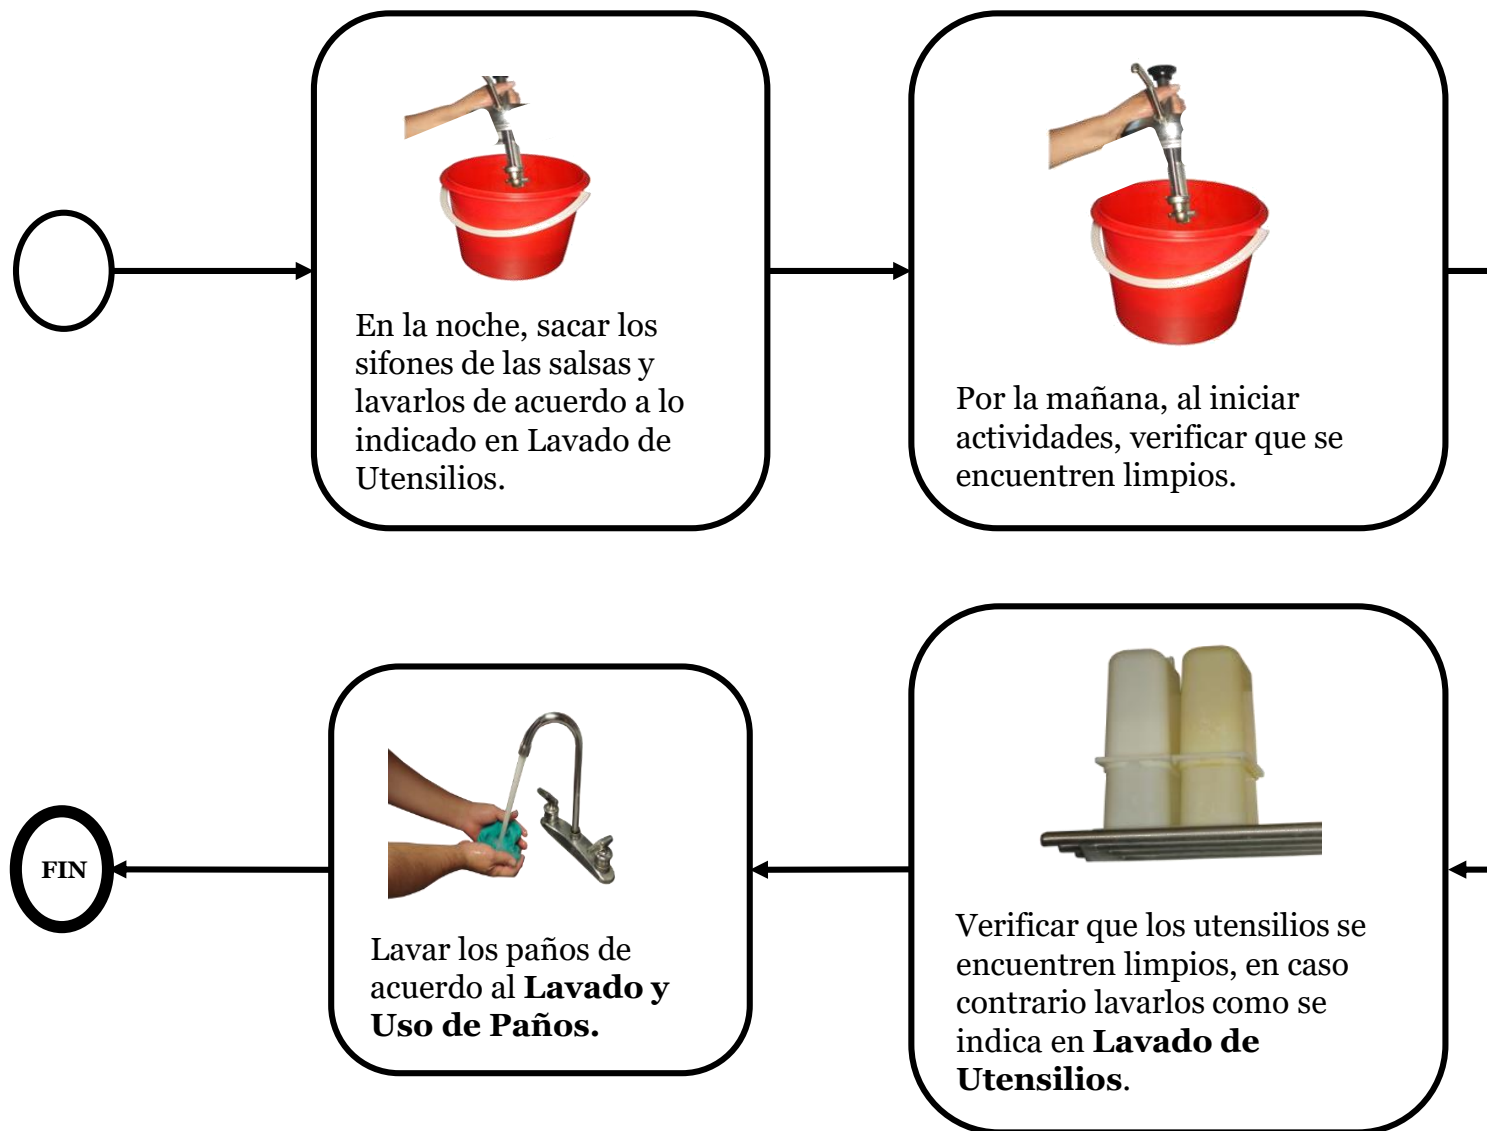 En la noche, sacar los
sifones de las salsas y
lavarlos de acuerdo a lo
indicado en Lavado de
Utensilios.
Por la mañana, al iniciar
actividades, verificar que se
encuentren limpios.
Verificar que los utensilios se
encuentren limpios, en caso
contrario lavarlos como se
indica en Lavado de
Utensilios.
Lavar los paños de
acuerdo al Lavado y
Uso de Paños.
FIN